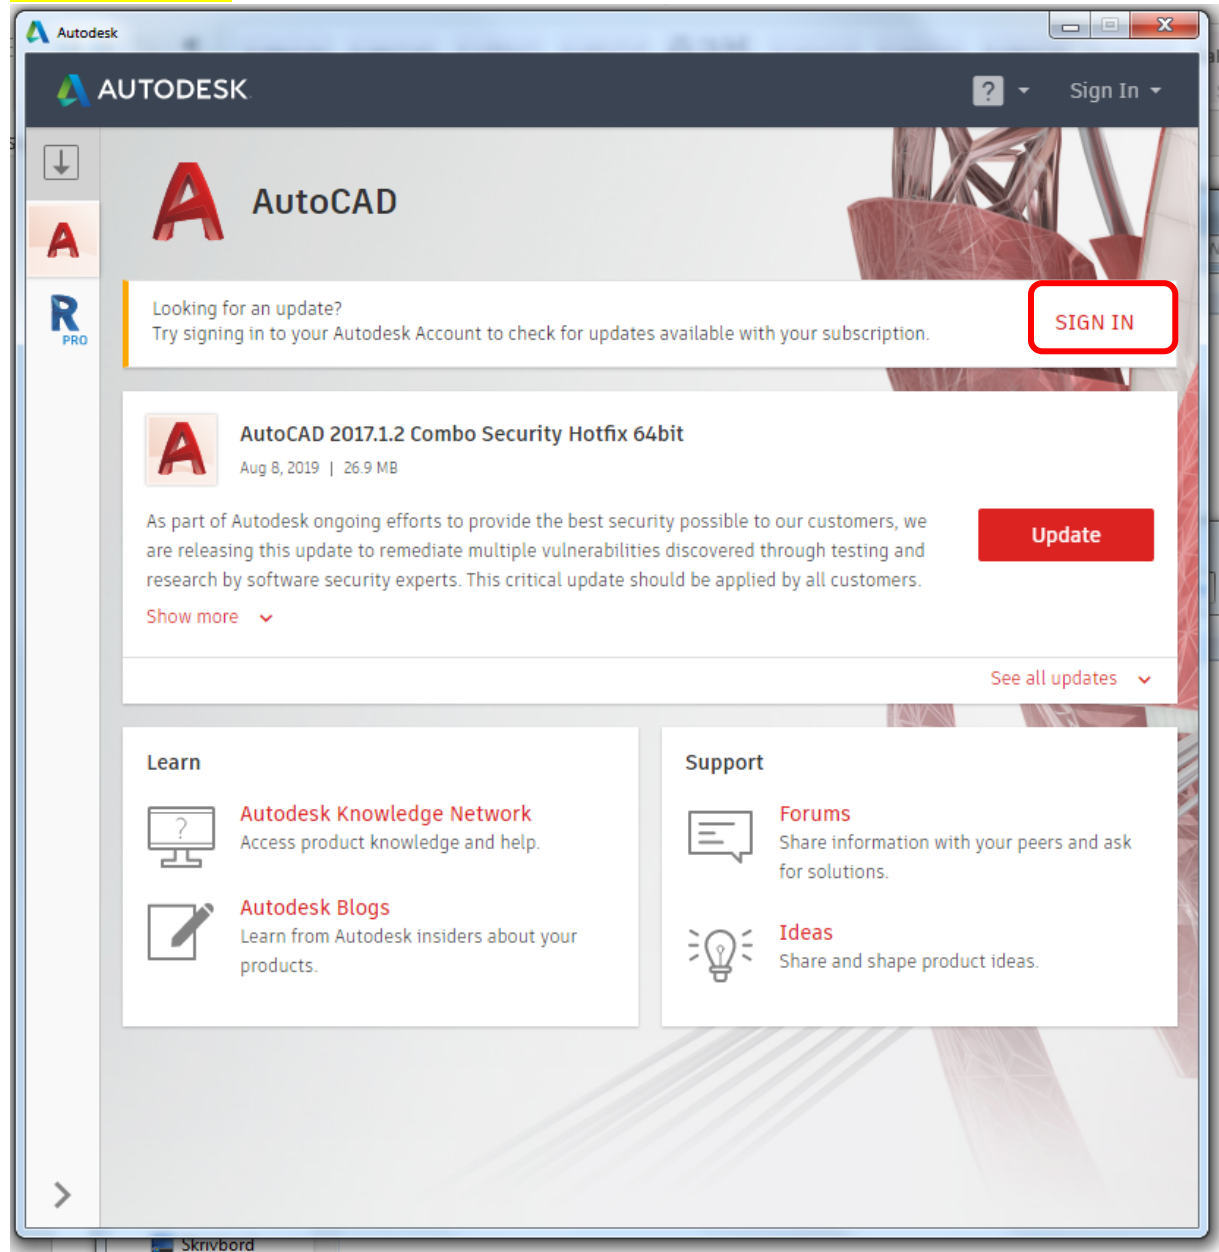 Autodesk
AUTODESK.
?
Sign In
AutoCAD
R
PRO
Looking for an update?
Try signing in to your Autodesk Account to check for updates available with your subscription.
SIGN IN
AutoCAD 2017.1.2 Combo Security Hotfix 64bit
Aug 8, 2019 | 26.9 MB
As part of Autodesk ongoing efforts to provide the best security possible to our customers, we
are releasing this update to remediate multiple vulnerabilities discovered through testing and
research by software security experts. This critical update should be applied by all customers.
Update
Show more
See all updates
Learn
?
Autodesk Knowledge Network
Access product knowledge and help.
Autodesk Blogs
Learn from Autodesk insiders about your
products.
Support
Forums
Share information with your peers and ask
for solutions.
Ideas
Share and shape product ideas.
Skrivbord